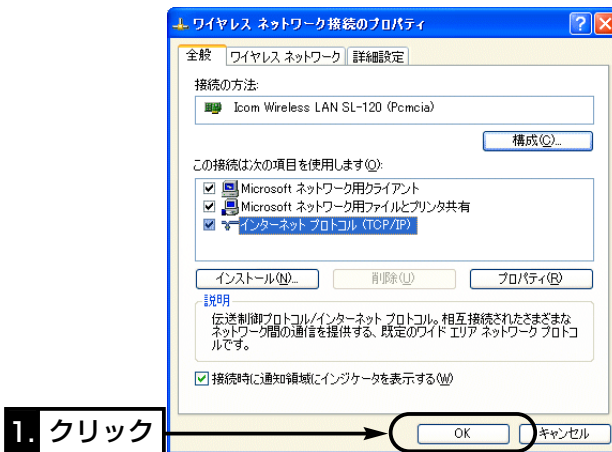 ワイヤレス ネットワーク接続のプロパティ
全般 ワイヤレス ネットワーク 詳細設定
接続の方法:
Icom Wireless LAN SL-120 (Pcmcia)
構成(C)...
この接続は次の項目を使用します(O):
Microsoft ネットワーク用クライアント
Microsoft ネットワーク用ファイルとプリンタ共有
インターネット プロトコル (TCP/IP)
インストール(N)... 削除(U) プロパティ(R)
説明
伝送制御プロトコル/インターネット プロトコル。相互接続されたさまざまな
ネットワーク間の通信を提供する、既定のワイド エリア ネットワーク プロトコ
ルです。
接続時に通知領域にインジケータを表示する(W)
1. クリック
OK キャンセル